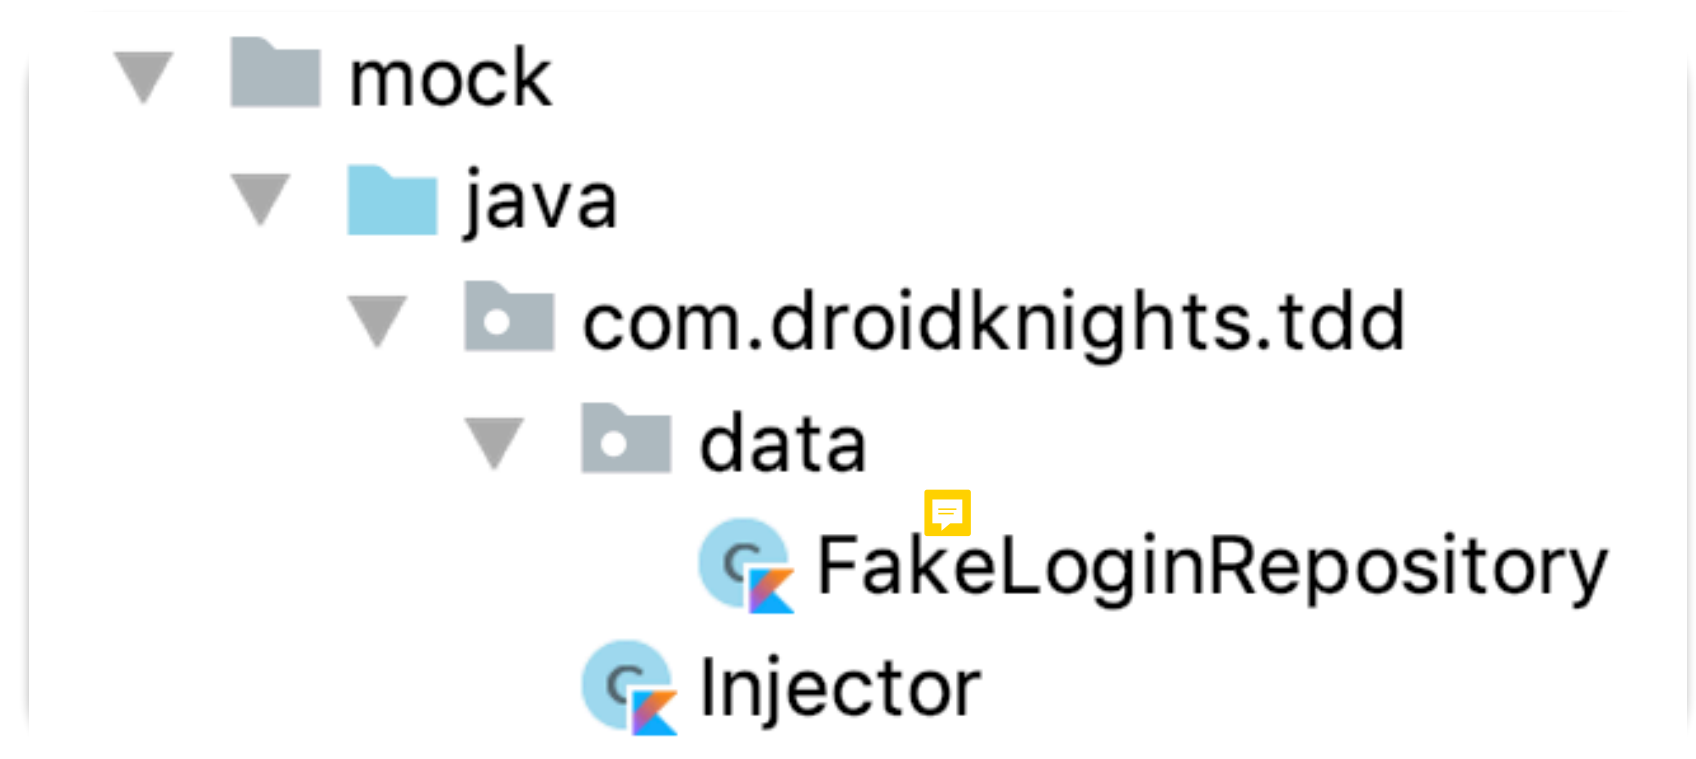 mock
java
com.droidknights.tdd
data
FakeLoginRepository
Injector